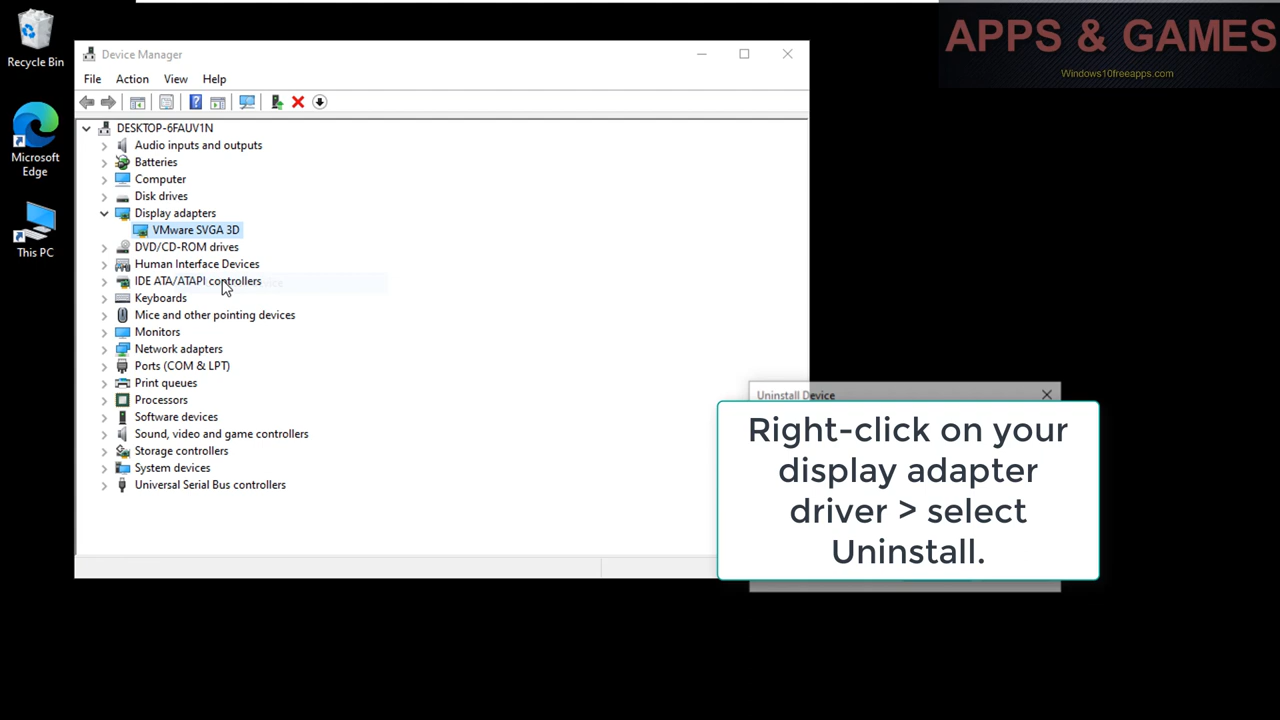 Recycle Bin
Microsoft
Edge
This PC
Device Manager
File Action View Help
DESKTOP-6FAUV1N
Audio inputs and outputs
Batteries
Computer
Disk drives
Display adapters
VMware SVGA 3D
DVD/CD-ROM drives
Human Interface Devices
IDE ATA/ATAPI controllers
Keyboards
Mice and other pointing devices
Monitors
Network adapters
Ports (COM & LPT)
Print queues
Processors
Software devices
Sound, video and game controllers
Storage controllers
System devices
Universal Serial Bus controllers
APPS & GAMES
Windows10freeapps.com
Uninstall Device
Right-click on your
display adapter
driver > select
Uninstall.